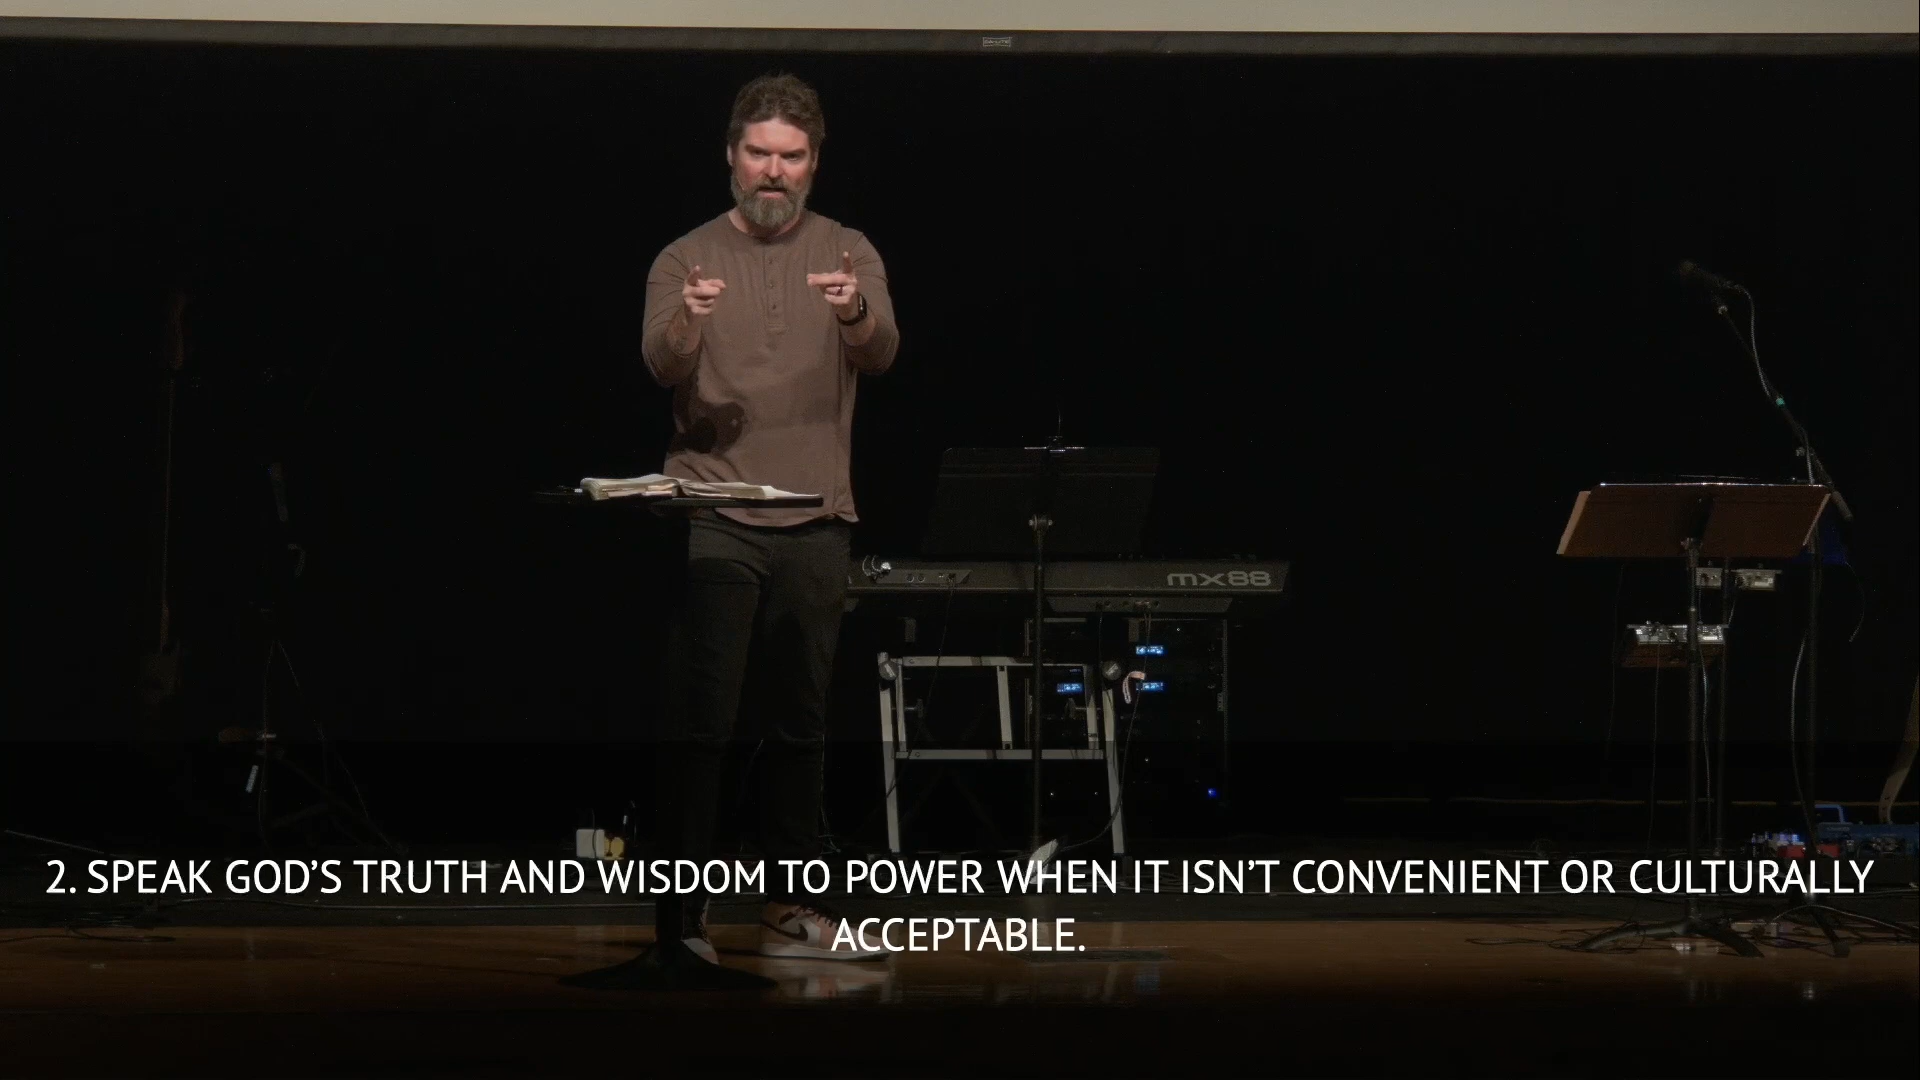 mx88
2. SPEAK GOD’S TRUTH AND WISDOM TO POWER WHEN IT ISN’T CONVENIENT OR CULTURALLY
ACCEPTABLE.